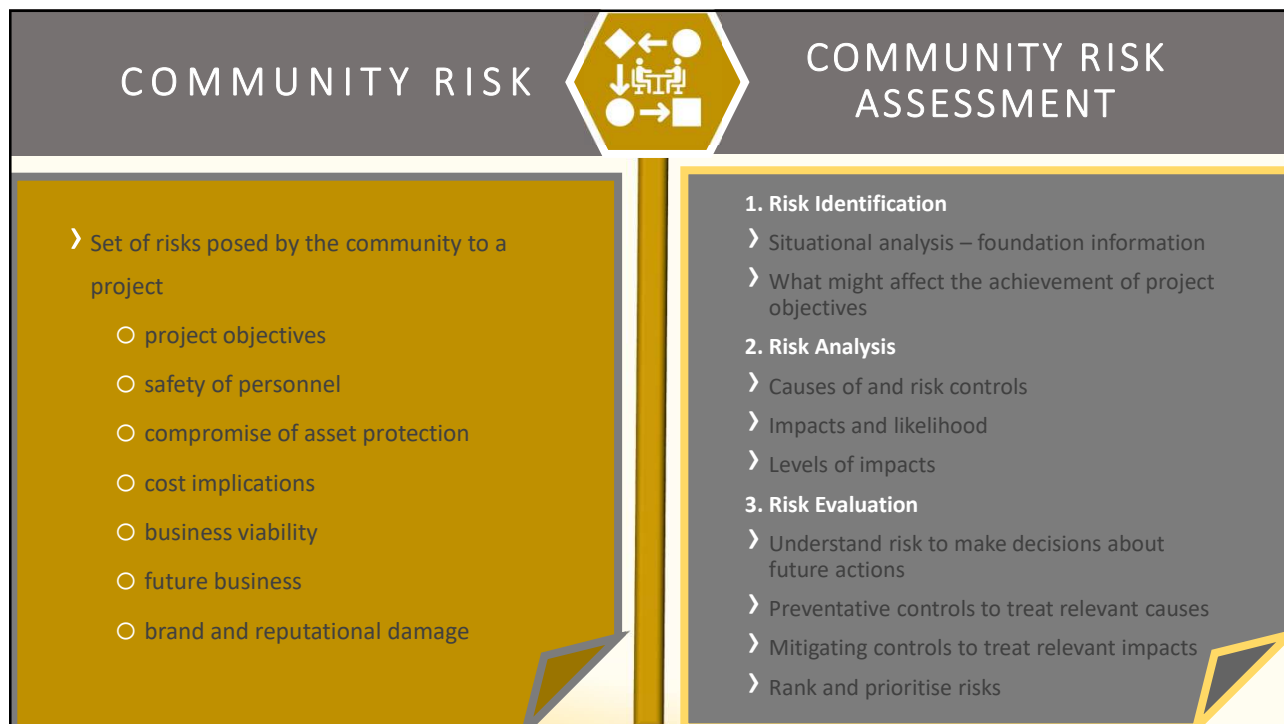 COMMUNITY RISK
› Set of risks posed by the community to a
project
○ project objectives
○ safety of personnel
○ compromise of asset protection
○ cost implications
○ business viability
○ future business
○ brand and reputational damage
COMMUNITY RISK
ASSESSMENT
1. Risk Identification
› Situational analysis – foundation information
› What might affect the achievement of project
objectives
2. Risk Analysis
› Causes of and risk controls
› Impacts and likelihood
› Levels of impacts
3. Risk Evaluation
› Understand risk to make decisions about
future actions
› Preventative controls to treat relevant causes
› Mitigating controls to treat relevant impacts
› Rank and prioritise risks